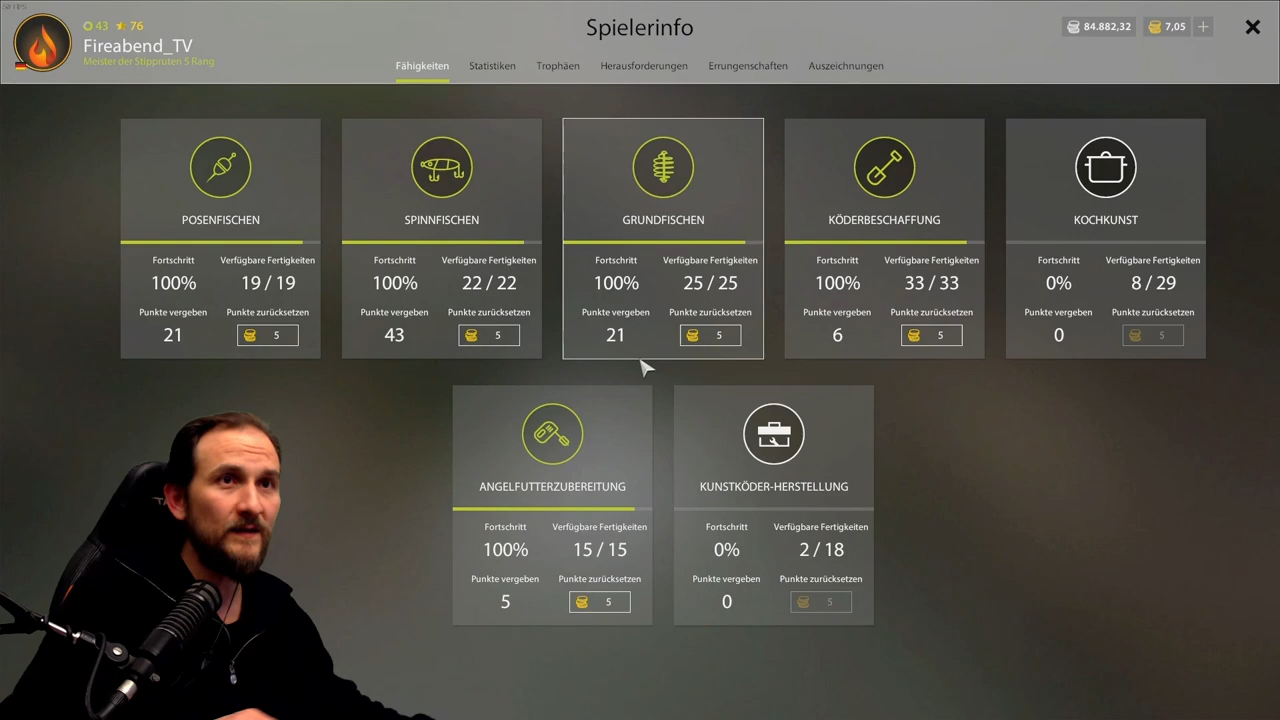 43 76
Fireabend_TV
Meister der Stippruten 5 Rang
Spielerinfo
84.882,32 7,05 +
Fähigkeiten Statistiken Trophäen Herausforderungen Errungenschaften Auszeichnungen
POSENFISCHEN
Fortschritt Verfügbare Fertigkeiten
100% 19 / 19
Punkte vergeben Punkte zurücksetzen
21 5
SPINNFISCHEN
Fortschritt Verfügbare Fertigkeiten
100% 22 / 22
Punkte vergeben Punkte zurücksetzen
43 5
GRUNDFISCHEN
Fortschritt Verfügbare Fertigkeiten
100% 25 / 25
Punkte vergeben Punkte zurücksetzen
21 5
KÖDERBESCHAFFUNG
Fortschritt Verfügbare Fertigkeiten
100% 33 / 33
Punkte vergeben Punkte zurücksetzen
6 5
KOCHKUNST
Fortschritt Verfügbare Fertigkeiten
0% 8 / 29
Punkte vergeben Punkte zurücksetzen
0 5
ANGELFUTTERZUBEREITUNG
Fortschritt Verfügbare Fertigkeiten
100% 15 / 15
Punkte vergeben Punkte zurücksetzen
5 5
KUNSTKÖDER-HERSTELLUNG
Fortschritt Verfügbare Fertigkeiten
0% 2 / 18
Punkte vergeben Punkte zurücksetzen
0 5